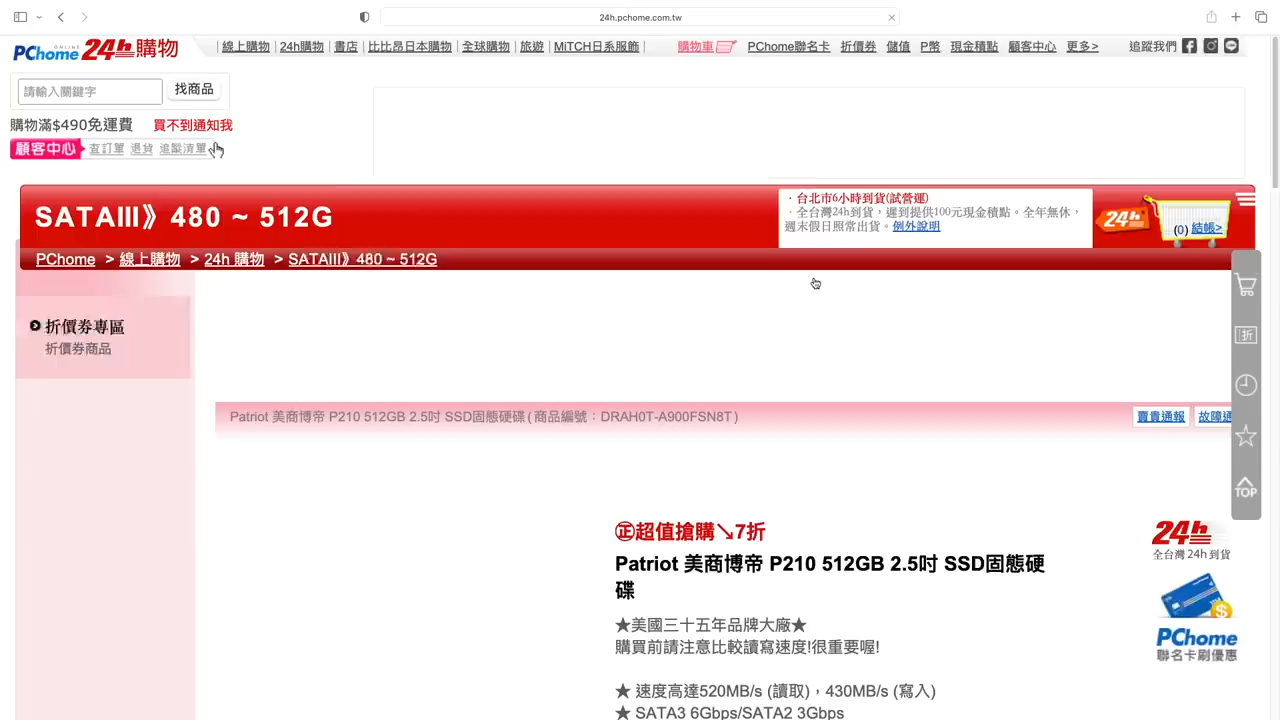 24h.pchome.com.tw
PChome ONLINE 24h購物
線上購物 24h購物 書店 比比昂日本購物 全球購物 旅遊 MiTCH日系服飾
購物車 PChome聯名卡 折價券 儲值 P幣 現金積點 顧客中心 更多> 追蹤我們
請輸入關鍵字 找商品
購物滿$490免運費 買不到通知我
顧客中心 查訂單 退貨 追蹤清單
SATAIII》480 ~ 512G
．台北市6小時到貨(試營運)
．全台灣24h到貨，遲到提供100元現金積點。全年無休，
週末假日照常出貨。例外說明
24h (0) 結帳>
PChome > 線上購物 > 24h 購物 > SATAIII》480 ~ 512G
折價券專區
折價券商品
折
TOP
Patriot 美商博帝 P210 512GB 2.5吋 SSD固態硬碟(商品編號：DRAH0T-A900FSN8T)
賣貴通報 故障通
㊣超值搶購↘7折
Patriot 美商博帝 P210 512GB 2.5吋 SSD固態硬
碟
★美國三十五年品牌大廠★
購買前請注意比較讀寫速度!很重要喔!
★ 速度高達520MB/s (讀取)，430MB/s (寫入)
★ SATA3 6Gbps/SATA2 3Gbps
24h
全台灣24h到貨
PChome
聯名卡刷優惠